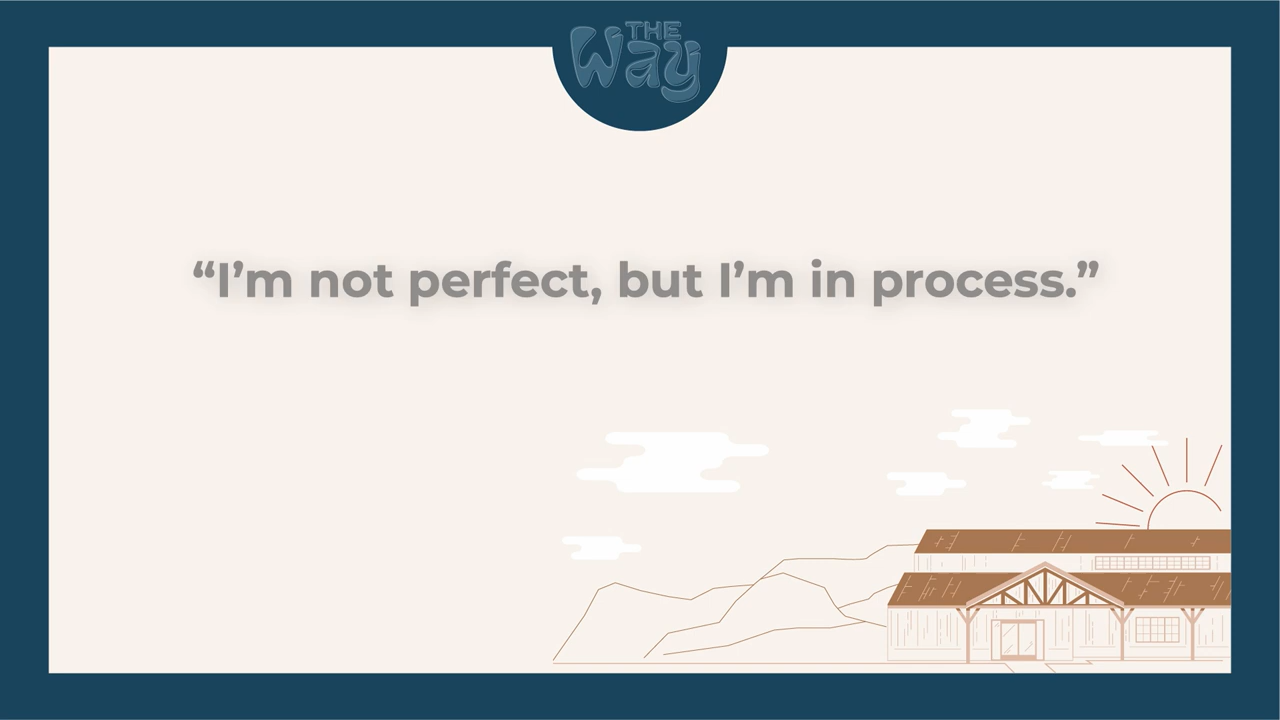 THE
Way
“I’m not perfect, but I’m in process.”